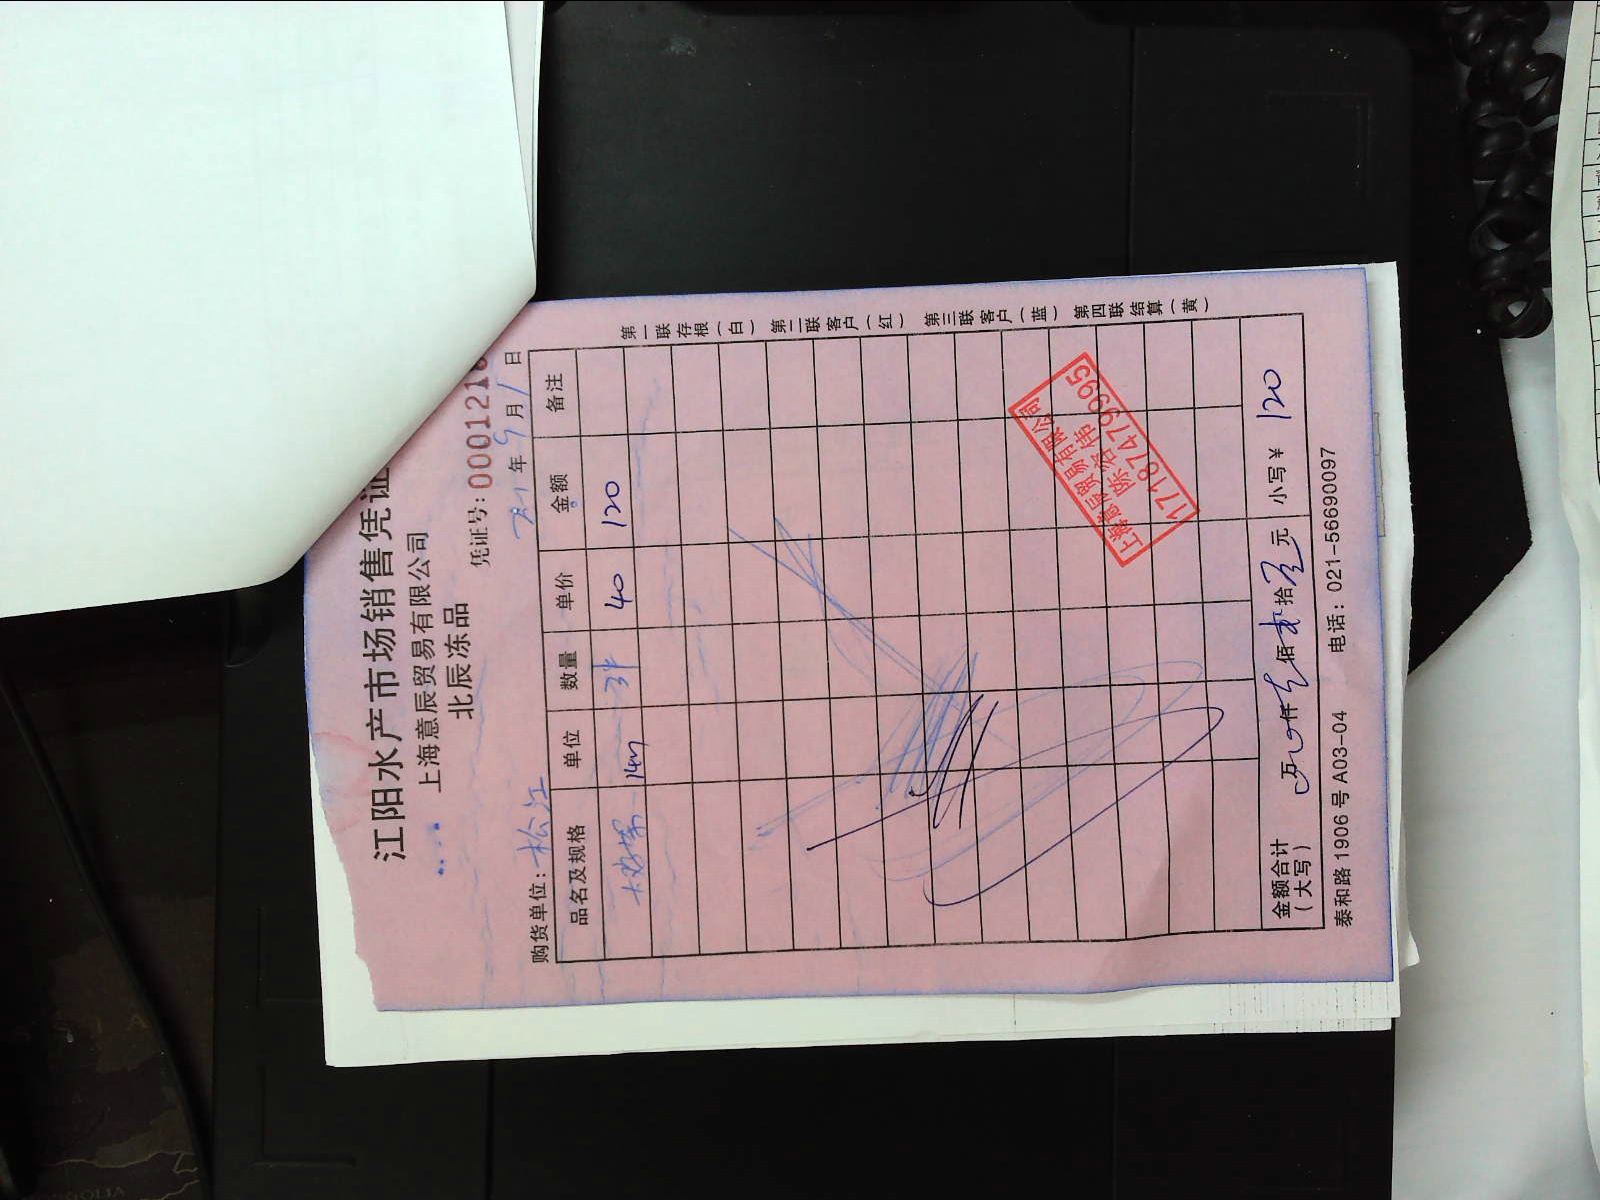 江阳水产市场销售凭证
上海意辰贸易有限公司
北辰冻品
凭证号:0001216
年 9 月 1 日
购货单位: 松江
品名及规格 单位 数量 单价 金额 备注
40 120
金额合计
(大写) 万 仟 佰 拾 元 小写¥ 120
泰和路1906号A03-04 电话: 021-56690097
第一联存根(白) 第二联客户(红) 第三联客户(蓝) 第四联结算(黄)
上海意辰贸易有限公司
17187479995